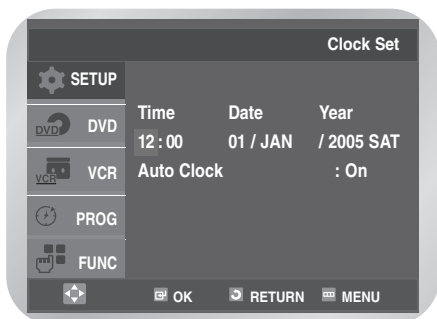 Clock Set
SETUP
DVD DVD
VCR VCR
PROG
FUNC
Time Date Year
12 : 00 01 / JAN / 2005 SAT
Auto Clock : On
OK RETURN MENU